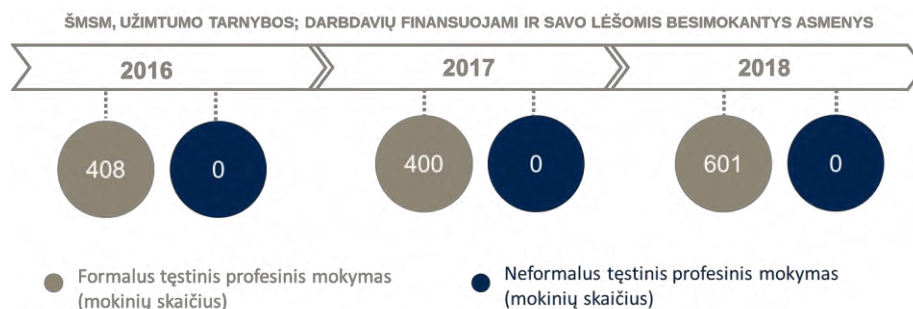 ŠMSM, UŽIMTUMO TARNYBOS; DARBDAVIŲ FINANSUOJAMI IR SAVO LĖŠOMIS BESIMOKANTYS ASMENYS
2016 2017 2018
408 0 400 0 601 0
Formalus tęstinis profesinis mokymas
(mokinių skaičius)
Neformalus tęstinis profesinis mokymas
(mokinių skaičius)